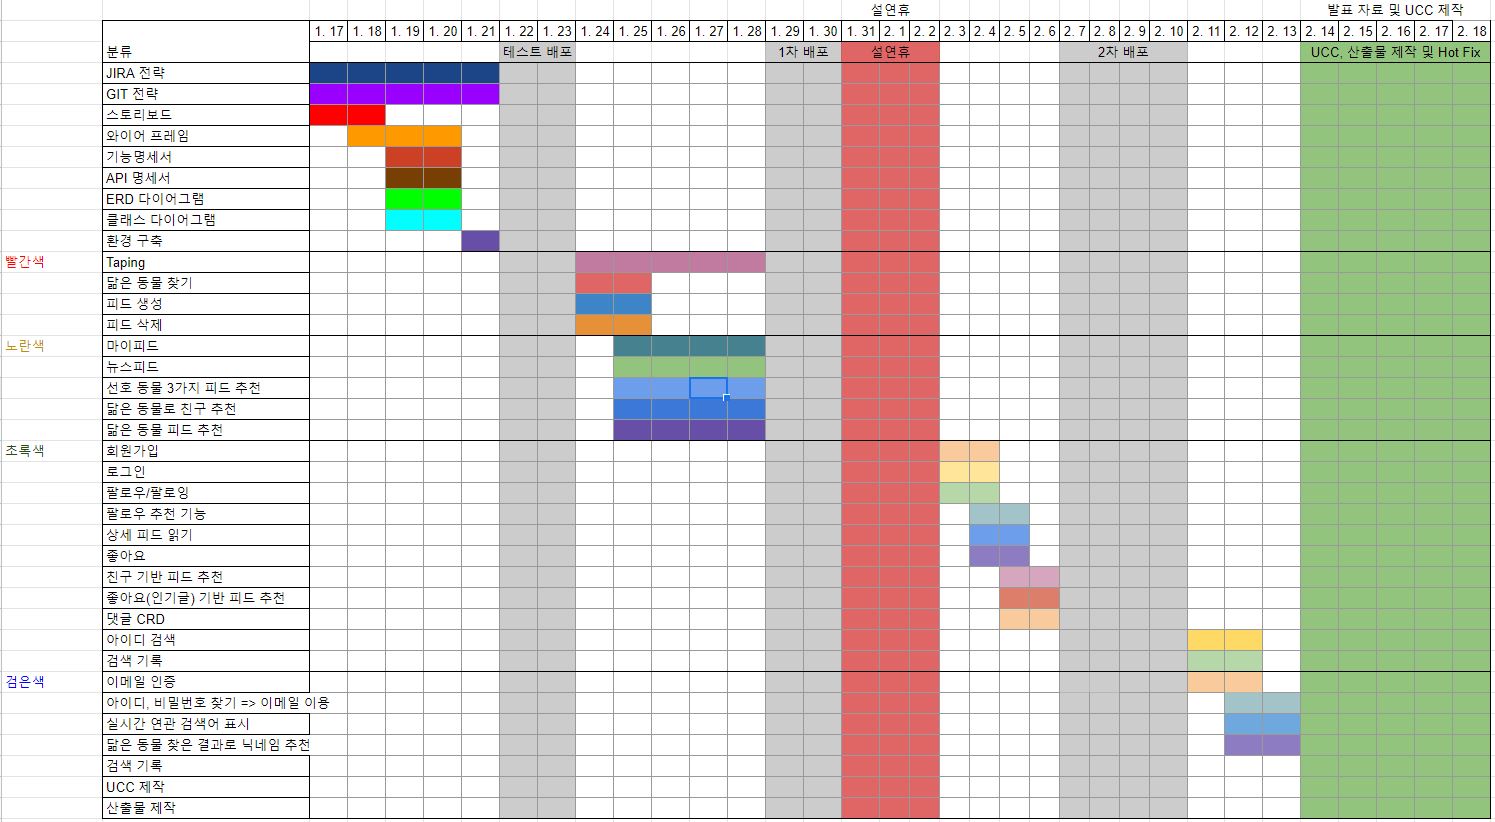 설연휴 발표 자료 및 UCC 제작
1. 17 1. 18 1. 19 1. 20 1. 21 1. 22 1. 23 1. 24 1. 25 1. 26 1. 27 1. 28 1. 29 1. 30 1. 31 2. 1 2. 2 2. 3 2. 4 2. 5 2. 6 2. 7 2. 8 2. 9 2. 10 2. 11 2. 12 2. 13 2. 14 2. 15 2. 16 2. 17 2. 18
분류 테스트 배포 1차 배포 설연휴 2차 배포 UCC, 산출물 제작 및 Hot Fix
JIRA 전략
GIT 전략
스토리보드
와이어 프레임
기능명세서
API 명세서
ERD 다이어그램
클래스 다이어그램
환경 구축
빨간색 Taping
닮은 동물 찾기
피드 생성
피드 삭제
노란색 마이피드
뉴스피드
선호 동물 3가지 피드 추천
닮은 동물로 친구 추천
닮은 동물 피드 추천
초록색 회원가입
로그인
팔로우/팔로잉
팔로우 추천 기능
상세 피드 읽기
좋아요
친구 기반 피드 추천
좋아요(인기글) 기반 피드 추천
댓글 CRD
아이디 검색
검색 기록
검은색 이메일 인증
아이디, 비밀번호 찾기 => 이메일 이용
실시간 연관 검색어 표시
닮은 동물 찾은 결과로 닉네임 추천
검색 기록
UCC 제작
산출물 제작